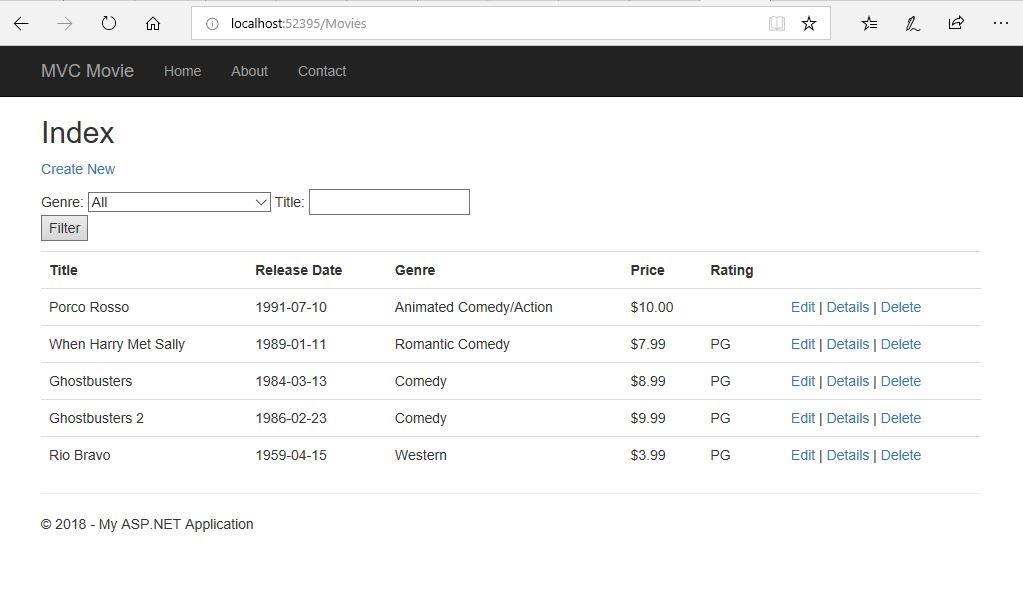 localhost:52395/Movies
MVC Movie Home About Contact
Index
Create New
Genre: All Title:
Filter
Title Release Date Genre Price Rating
Porco Rosso 1991-07-10 Animated Comedy/Action $10.00 Edit | Details | Delete
When Harry Met Sally 1989-01-11 Romantic Comedy $7.99 PG Edit | Details | Delete
Ghostbusters 1984-03-13 Comedy $8.99 PG Edit | Details | Delete
Ghostbusters 2 1986-02-23 Comedy $9.99 PG Edit | Details | Delete
Rio Bravo 1959-04-15 Western $3.99 PG Edit | Details | Delete
© 2018 - My ASP.NET Application